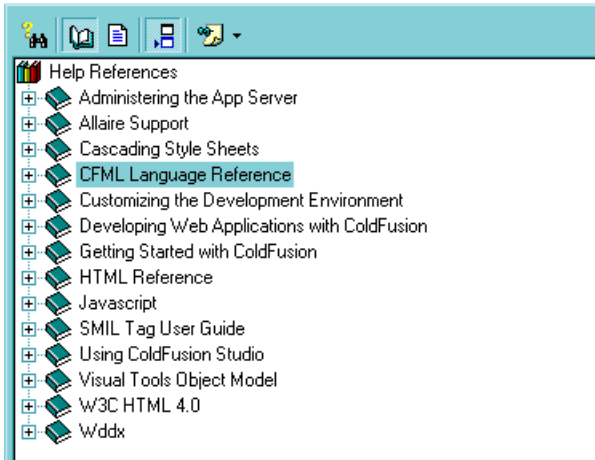 Help References
Administering the App Server
Allaire Support
Cascading Style Sheets
CFML Language Reference
Customizing the Development Environment
Developing Web Applications with ColdFusion
Getting Started with ColdFusion
HTML Reference
Javascript
SMIL Tag User Guide
Using ColdFusion Studio
Visual Tools Object Model
W3C HTML 4.0
Wddx